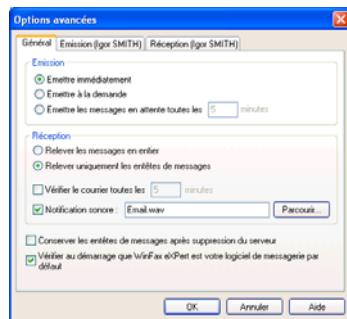 Options avancées
Général Emission (Igor SMITH) Réception (Igor SMITH)
Emission
Emettre immédiatement
Emettre à la demande
Emettre les messages en attente toutes les 5 minutes
Réception
Relever les messages en entier
Relever uniquement les entêtes de messages
Vérifier le courrier toutes les 5 minutes
Notification sonore : Email.wav Parcourir...
Conserver les entêtes de messages après suppression du serveur
Vérifier au démarrage que WinFax eXPert est votre logiciel de messagerie par
défaut
OK Annuler Aide